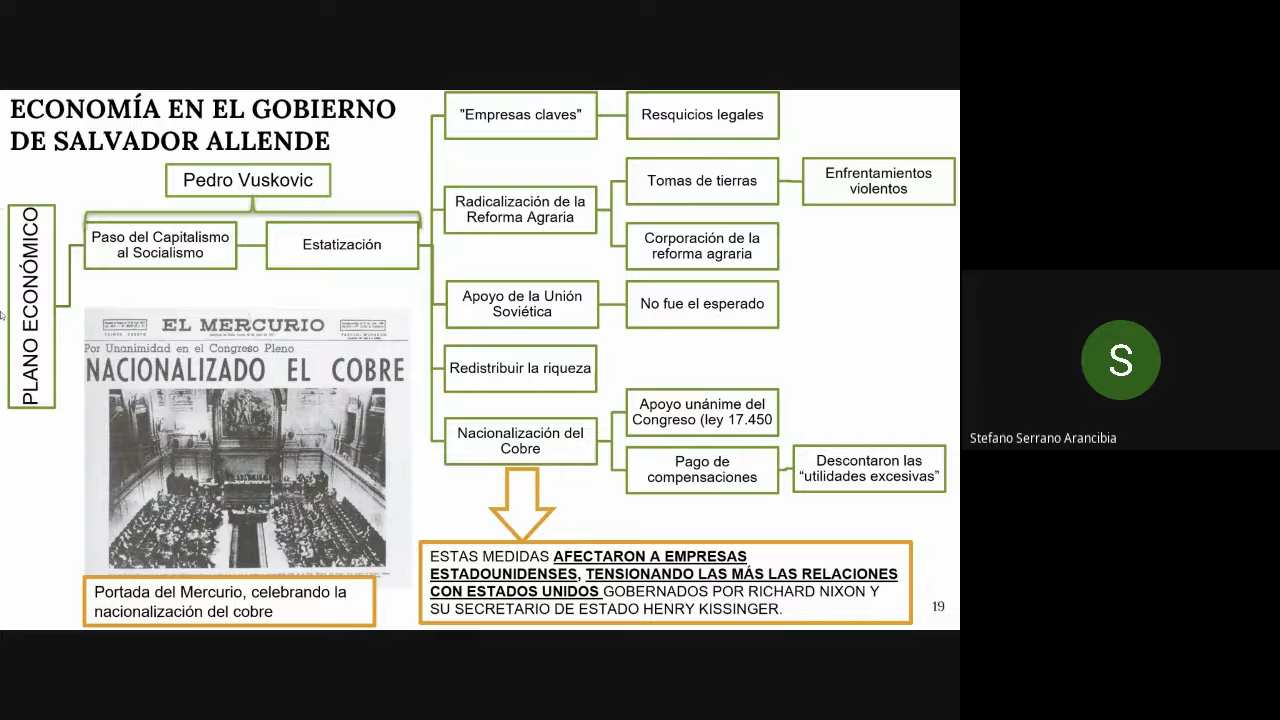 ECONOMÍA EN EL GOBIERNO
DE SALVADOR ALLENDE
Pedro Vuskovic
PLANO ECONÓMICO
Paso del Capitalismo
al Socialismo
Estatización
"Empresas claves"
Resquicios legales
Radicalización de la
Reforma Agraria
Tomas de tierras
Enfrentamientos
violentos
Corporación de la
reforma agraria
Apoyo de la Unión
Soviética
No fue el esperado
Redistribuir la riqueza
Nacionalización del
Cobre
Apoyo unánime del
Congreso (ley 17.450
Pago de
compensaciones
Descontaron las
“utilidades excesivas”
EL MERCURIO
Por Unanimidad en el Congreso Pleno
NACIONALIZADO EL COBRE
Portada del Mercurio, celebrando la
nacionalización del cobre
ESTAS MEDIDAS AFECTARON A EMPRESAS
ESTADOUNIDENSES, TENSIONANDO LAS MÁS LAS RELACIONES
CON ESTADOS UNIDOS GOBERNADOS POR RICHARD NIXON Y
SU SECRETARIO DE ESTADO HENRY KISSINGER.
19
S
Stefano Serrano Arancibia